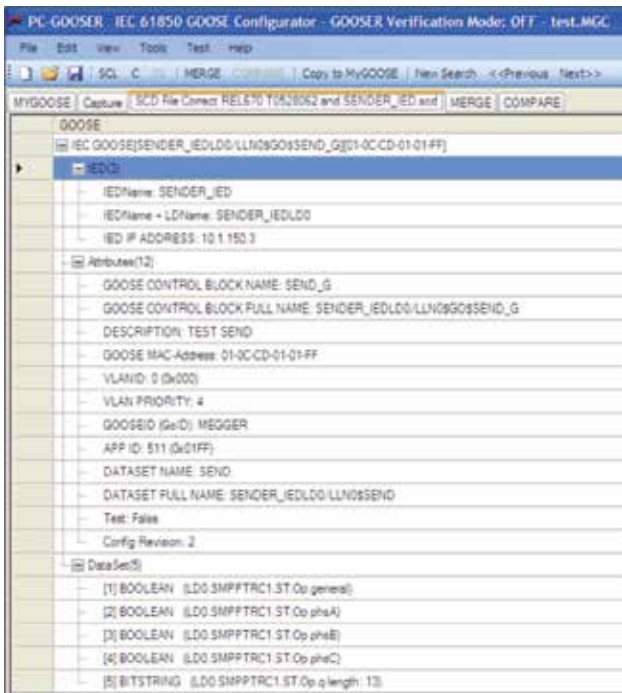 PC-GOOSER IEC 61850 GOOSE Configurator - GOOSER Verification Mode: OFF - test.MGC
File Edit View Tools Test Help
SCL C MERGE Copy to MyGOOSE New Search <<Previous Next>>
MYGOOSE Capture SCD File Correct REL670 T0528062 and SENDER_IED and MERGE COMPARE
GOOSE
IEC GOOSE[SENDER_IEDLD0/LLN0$GO$SEND_G][01-0C-CD-01-01-FF]
IED(3)
IEDName: SENDER_IED
IEDName + LDName: SENDER_IEDLD0
IED IP ADDRESS: 10.1.150.3
Attributes(12)
GOOSE CONTROL BLOCK NAME: SEND_G
GOOSE CONTROL BLOCK FULL NAME: SENDER_IEDLD0/LLN0$GO$SEND_G
DESCRIPTION: TEST SEND
GOOSE MAC-Address: 01-0C-CD-01-01-FF
VLANID: 0 (0x000)
VLAN PRIORITY: 4
GOOSEID (GoID): MEGGER
APP ID: 511 (0x01FF)
DATASET NAME: SEND
DATASET FULL NAME: SENDER_IEDLD0/LLN0$SEND
Test: False
Config Revision: 2
DataSet(5)
[1] BOOLEAN (LD0.SMPPTRC1.ST.Op.general)
[2] BOOLEAN (LD0.SMPPTRC1.ST.Op.phsA)
[3] BOOLEAN (LD0.SMPPTRC1.ST.Op.phsB)
[4] BOOLEAN (LD0.SMPPTRC1.ST.Op.phsC)
[5] BITSTRING (LD0.SMPPTRC1.ST.Op.q length: 13)